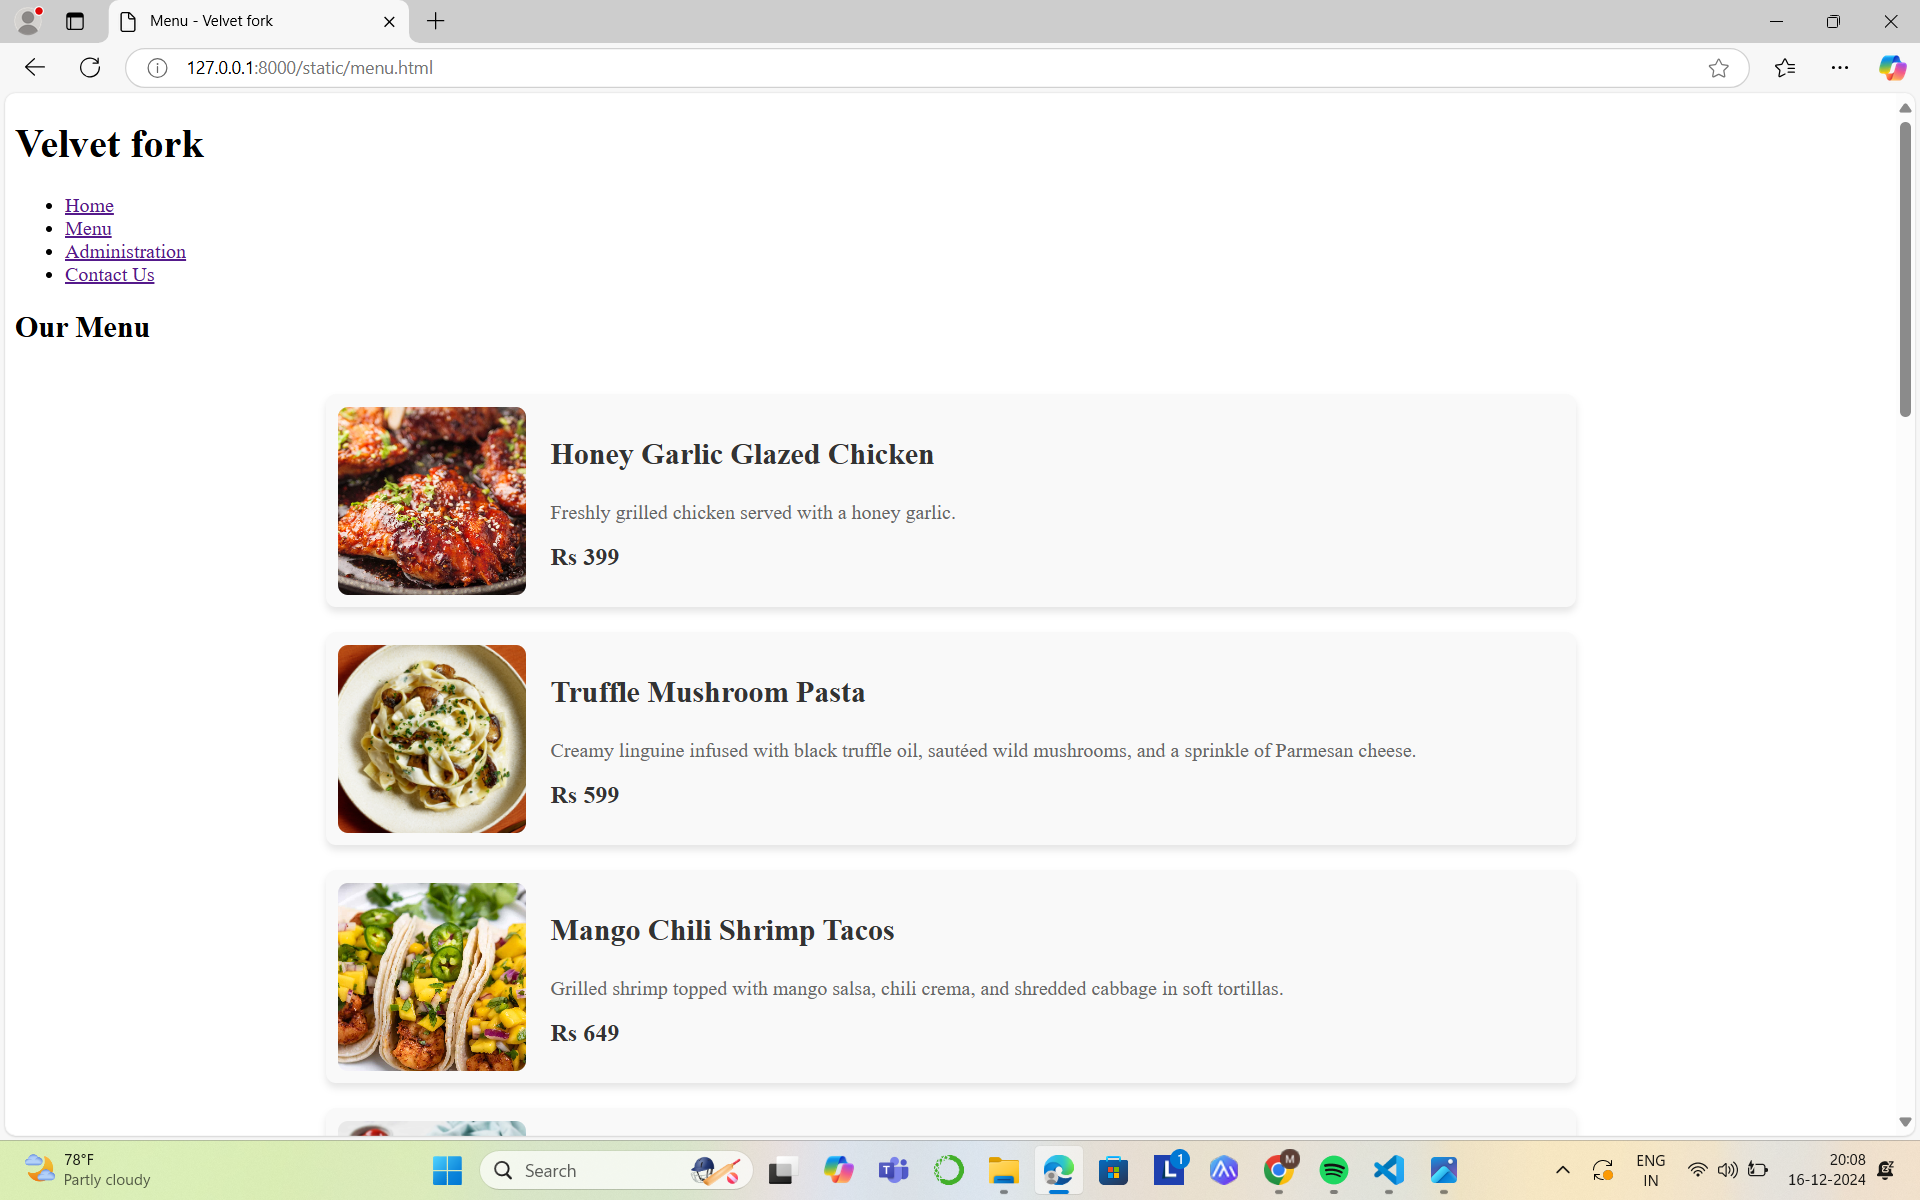 Menu - Velvet fork
127.0.0.1:8000/static/menu.html
Velvet fork
Home
Menu
Administration
Contact Us
Our Menu
Honey Garlic Glazed Chicken
Freshly grilled chicken served with a honey garlic.
Rs 399
Truffle Mushroom Pasta
Creamy linguine infused with black truffle oil, sautéed wild mushrooms, and a sprinkle of Parmesan cheese.
Rs 599
Mango Chili Shrimp Tacos
Grilled shrimp topped with mango salsa, chili crema, and shredded cabbage in soft tortillas.
Rs 649
78°F
Partly cloudy
Search
L
1
M
ENG
IN
20:08
16-12-2024